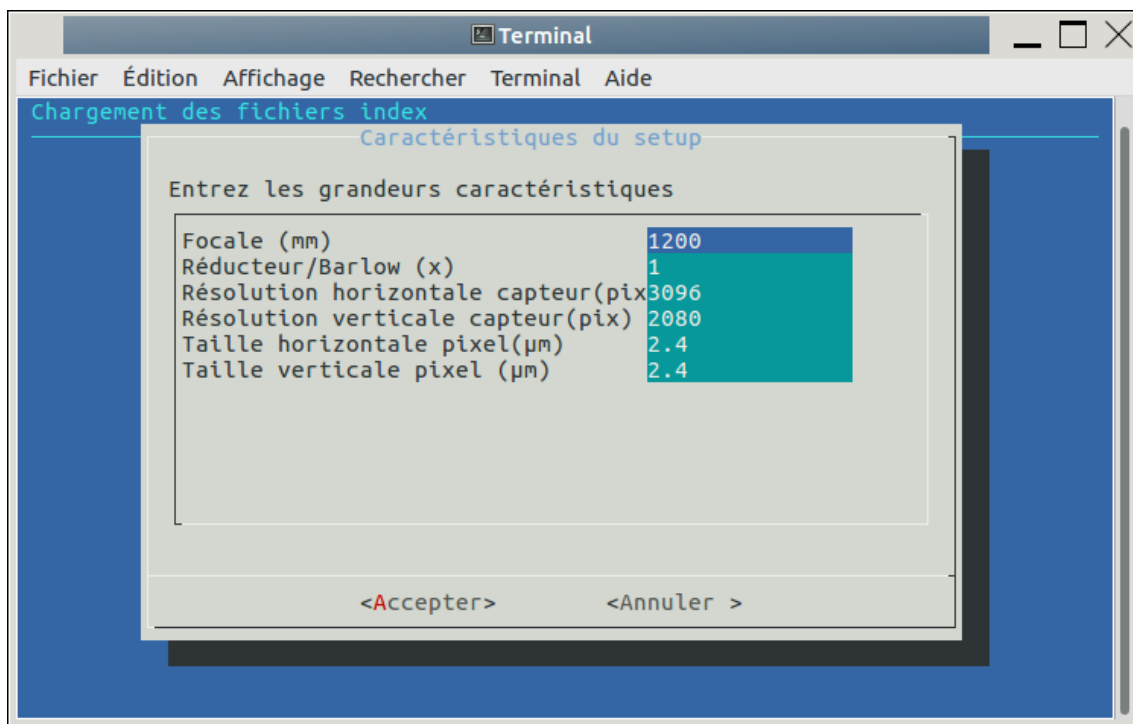 Terminal
Fichier Édition Affichage Rechercher Terminal Aide
Chargement des fichiers index
Caractéristiques du setup
Entrez les grandeurs caractéristiques
Focale (mm) 1200
Réducteur/Barlow (x) 1
Résolution horizontale capteur(pix3096
Résolution verticale capteur(pix) 2080
Taille horizontale pixel(µm) 2.4
Taille verticale pixel (µm) 2.4
<Accepter> <Annuler >